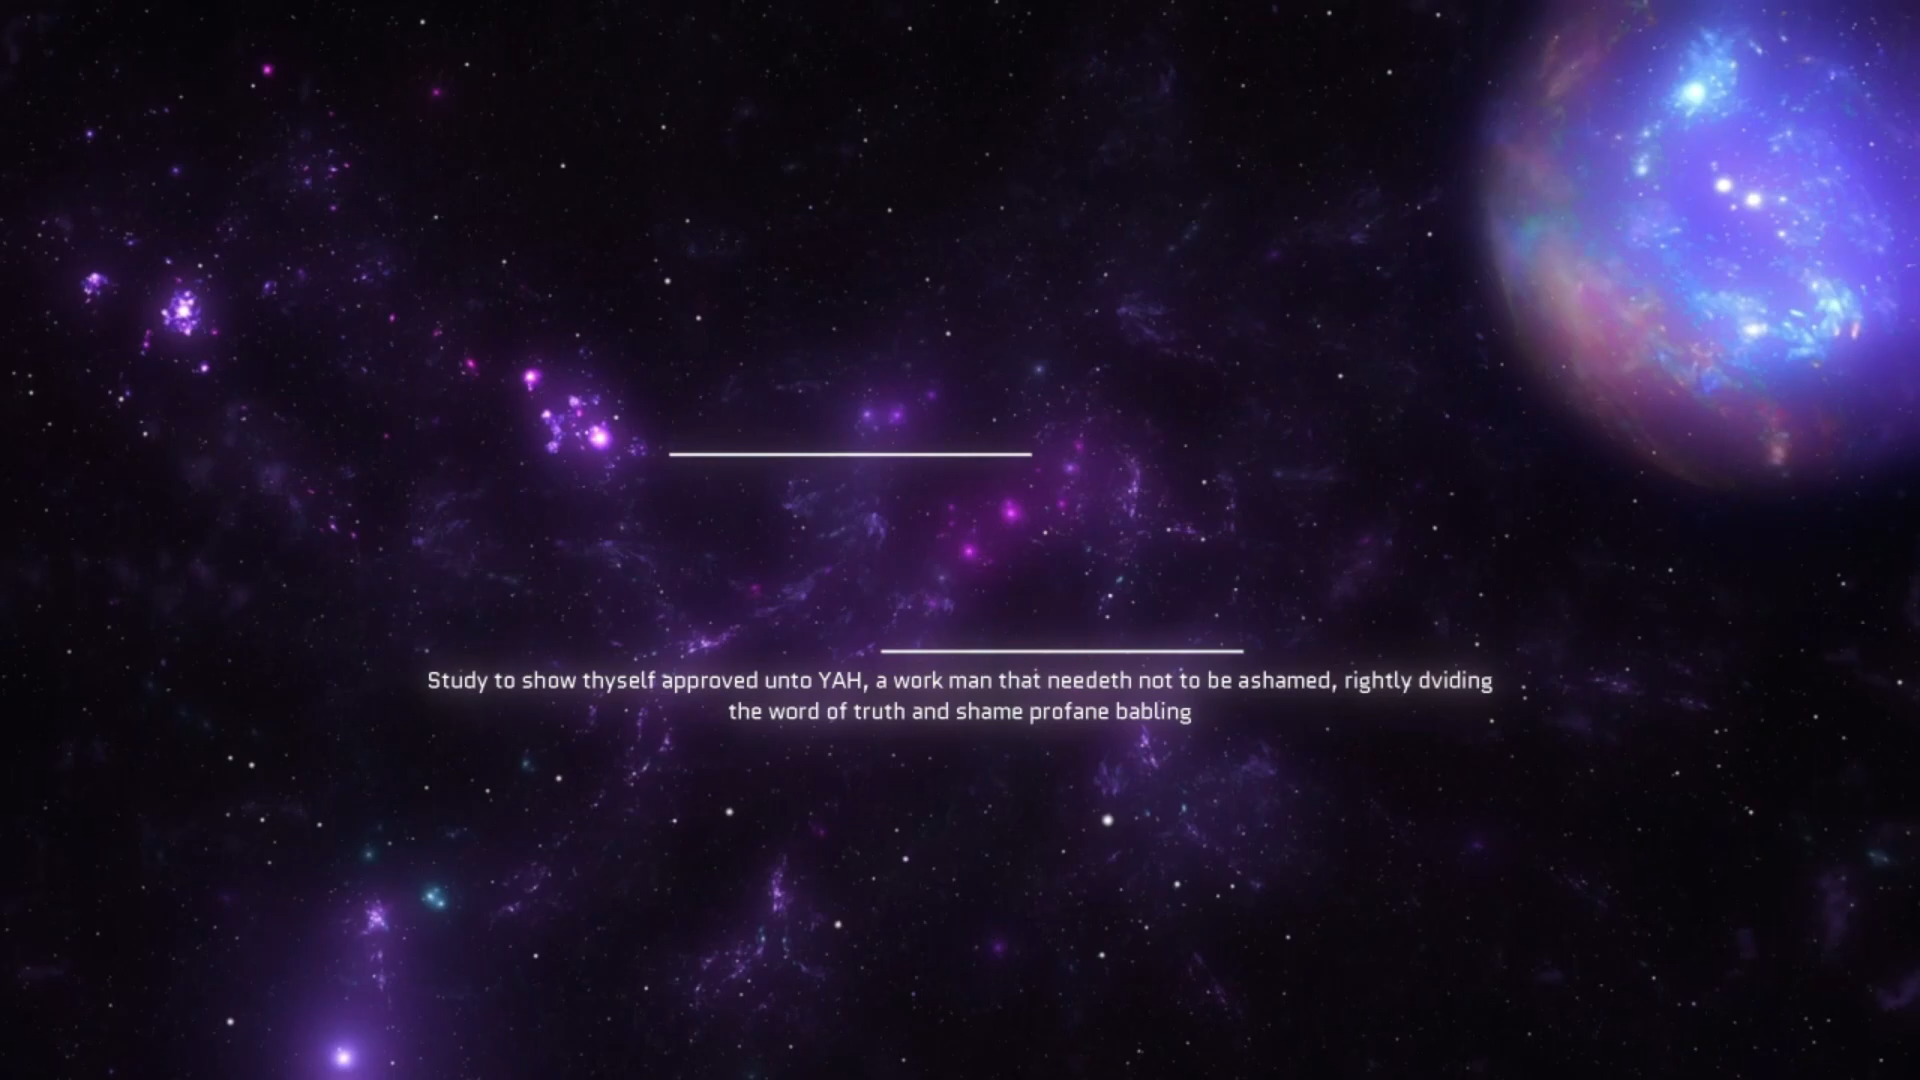 Study to show thyself approved unto YAH, a work man that needeth not to be ashamed, rightly dviding
the word of truth and shame profane babling